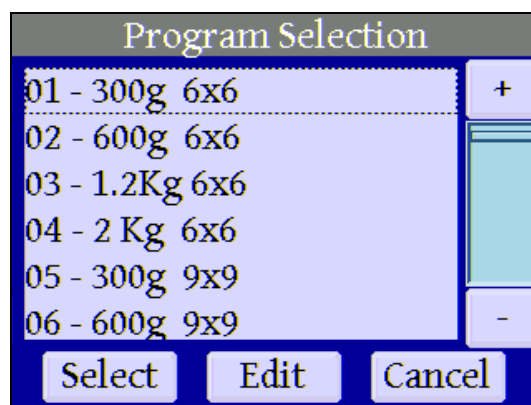 Program Selection
01 - 300g 6x6
+
02 - 600g 6x6
03 - 1.2Kg 6x6
04 - 2 Kg 6x6
05 - 300g 9x9
06 - 600g 9x9
-
Select Edit Cancel